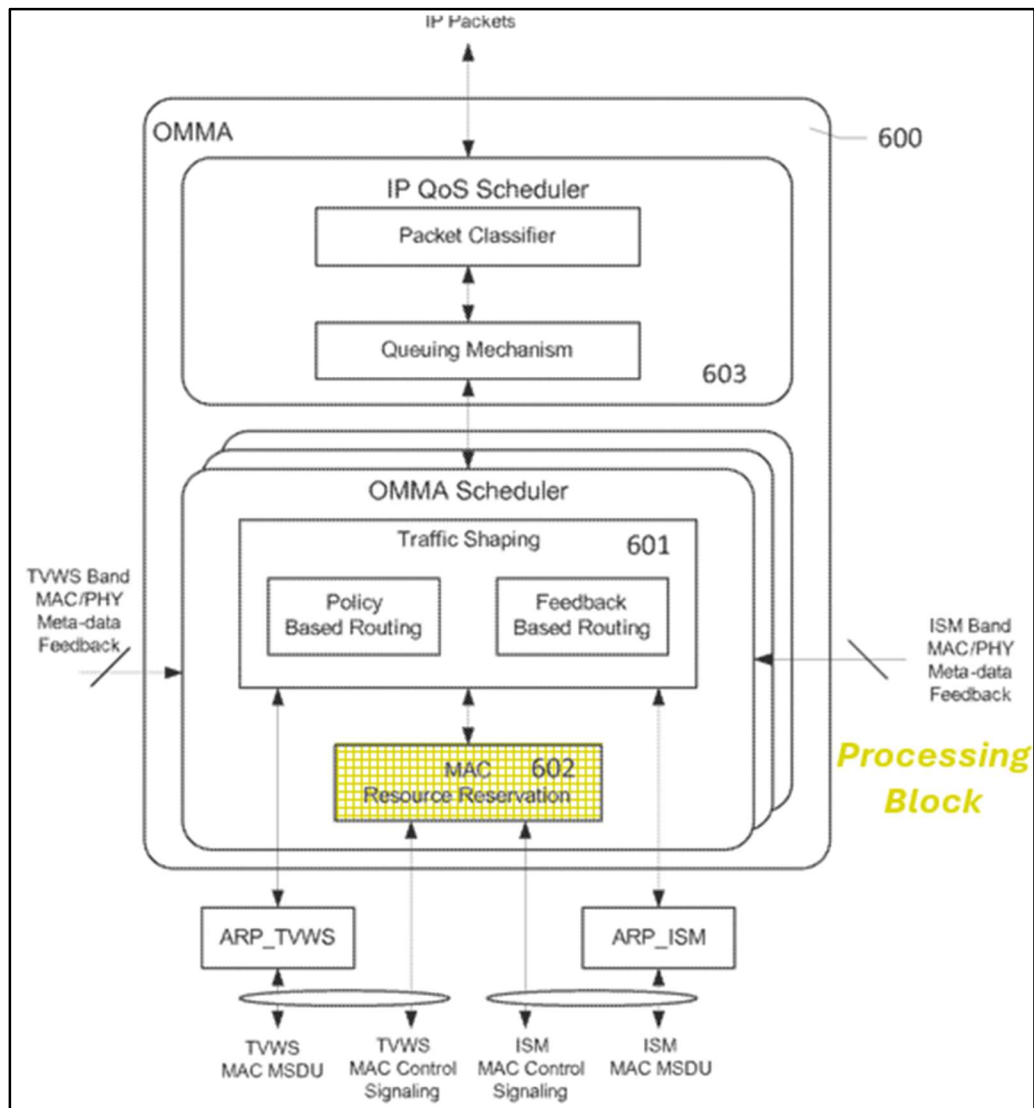 IP Packets
OMMA
600
IP QoS Scheduler
Packet Classifier
Queuing Mechanism
603
OMMA Scheduler
Traffic Shaping
601
Policy
Based Routing
Feedback
Based Routing
TVWS Band
MAC/PHY
Meta-data
Feedback
ISM Band
MAC/PHY
Meta-data
Feedback
MAC 602
Resource Reservation
Processing
Block
ARP_TVWS
ARP_ISM
TVWS
MAC MSDU
TVWS
MAC Control
Signaling
ISM
MAC Control
Signaling
ISM
MAC MSDU